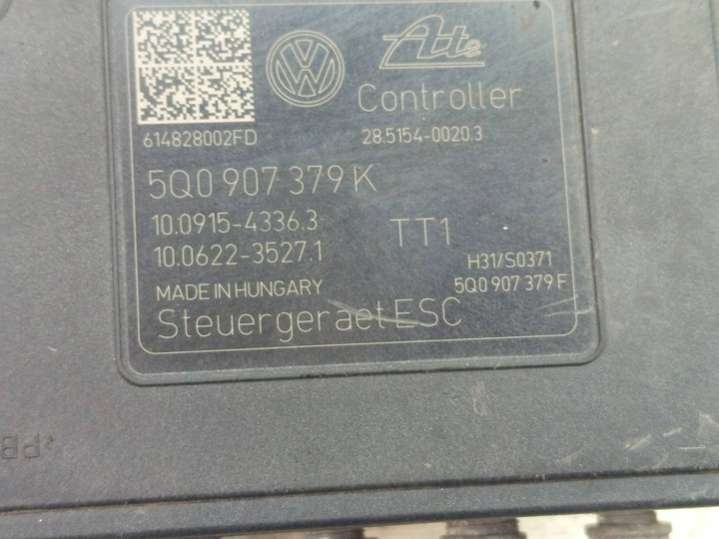 Ate
Controller
614828002FD 28.5154-0020.3
5Q0 907 379 K
10.0915-4336.3
10.0622-3527.1
TT1
H31/S0371
MADE IN HUNGARY 5Q0 907 379 F
Steuergeraet ESC
>PB